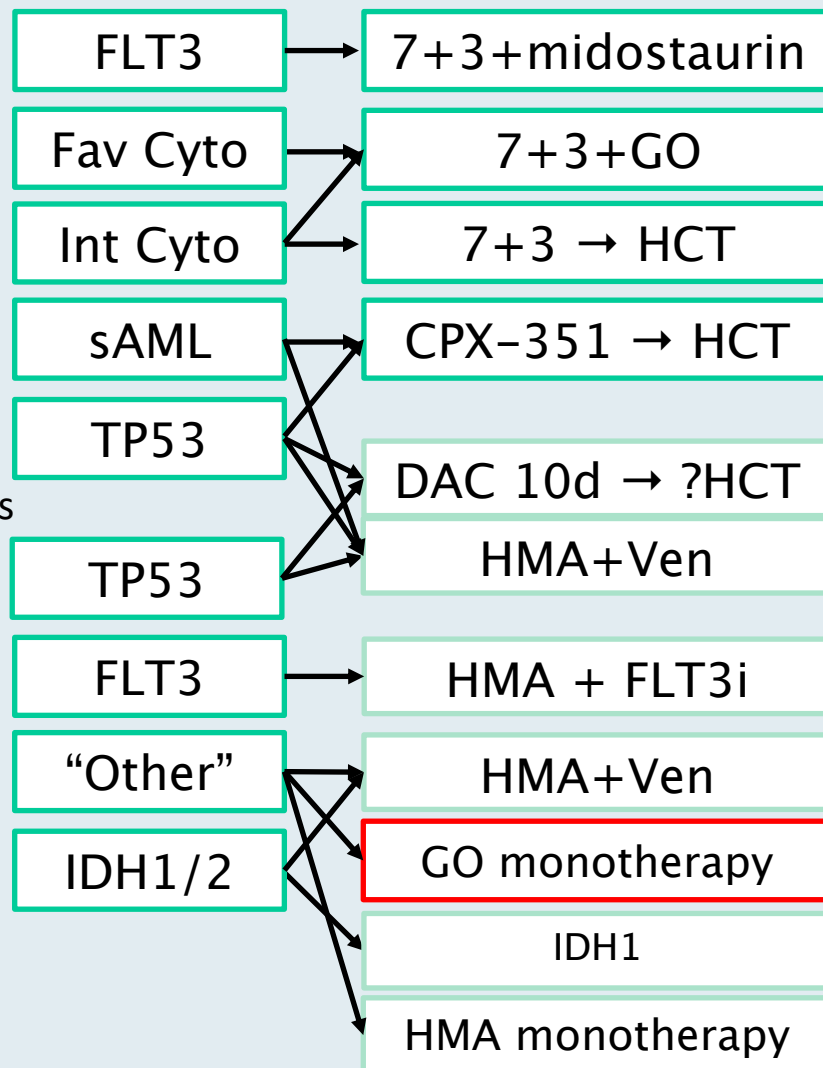 FLT3
7+3+midostaurin
Fav Cyto
7+3+GO
Int Cyto
7+3 → HCT
sAML
CPX-351 → HCT
TP53
DAC 10d → ?HCT
s
HMA+Ven
TP53
FLT3
HMA + FLT3i
“Other”
HMA+Ven
GO monotherapy
IDH1/2
IDH1
HMA monotherapy